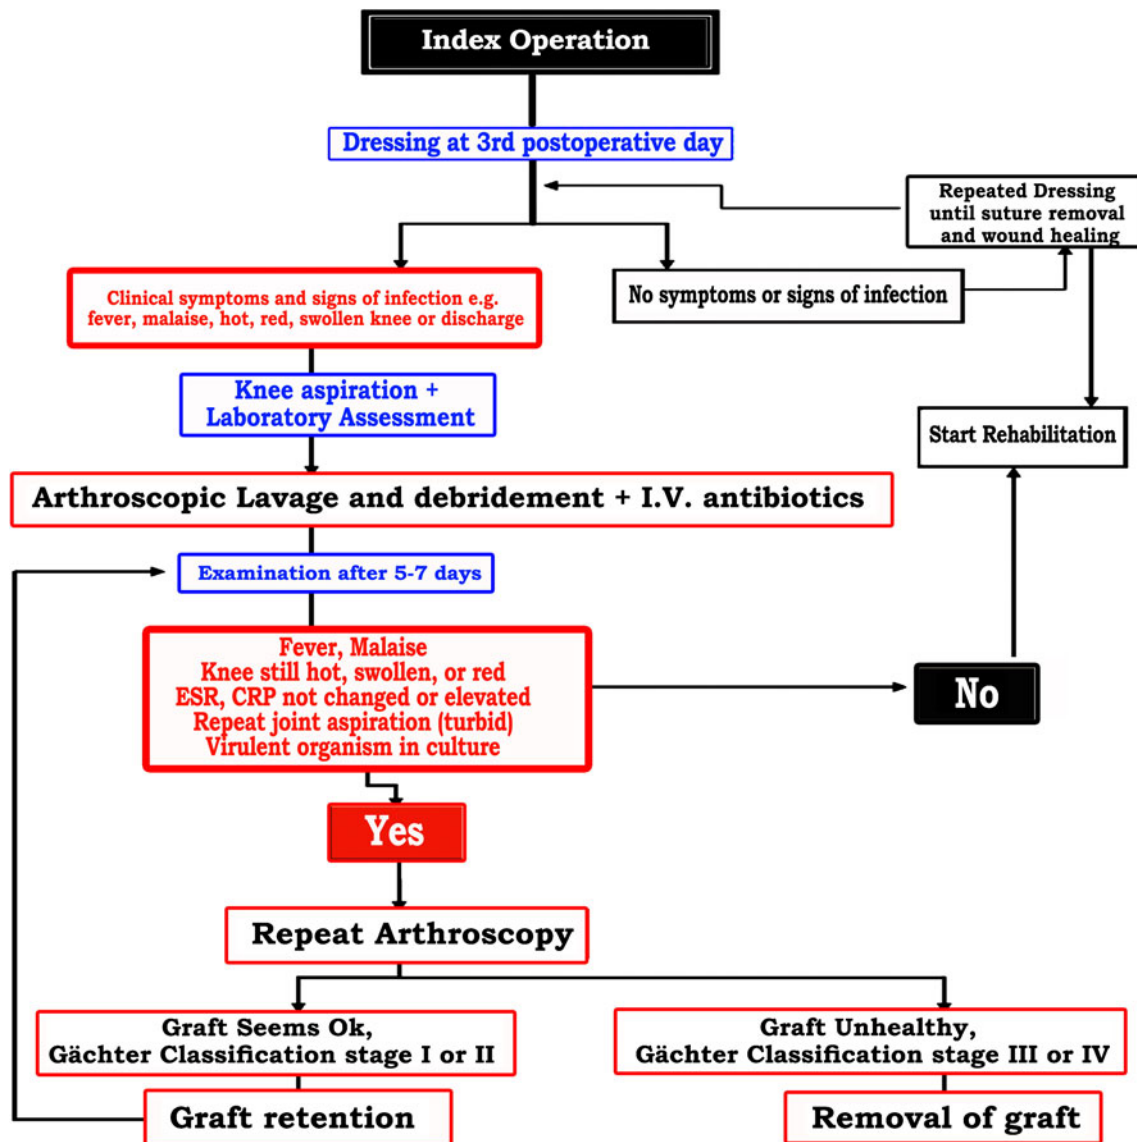 Index Operation
Dressing at 3rd postoperative day
Repeated Dressing
until suture removal
and wound healing
Clinical symptoms and signs of infection e.g.
fever, malaise, hot, red, swollen knee or discharge
No symptoms or signs of infection
Knee aspiration +
Laboratory Assessment
Start Rehabilitation
Arthroscopic Lavage and debridement + I.V. antibiotics
Examination after 5-7 days
Fever, Malaise
Knee still hot, swollen, or red
ESR, CRP not changed or elevated
Repeat joint aspiration (turbid)
Virulent organism in culture
No
Yes
Repeat Arthroscopy
Graft Seems Ok,
Gächter Classification stage I or II
Graft Unhealthy,
Gächter Classification stage III or IV
Graft retention
Removal of graft